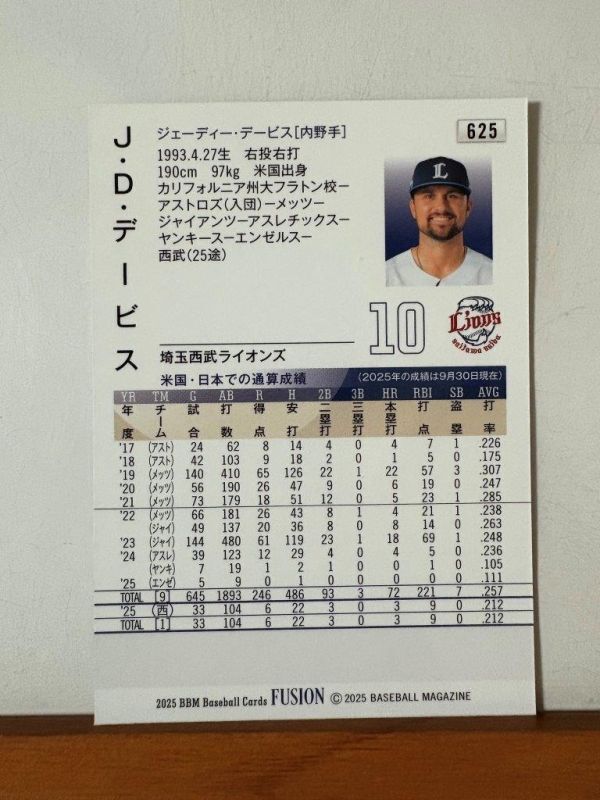 J・D・デービス
ジェーディー・デービス[内野手]
625
1993.4.27生 右投右打
190cm 97kg 米国出身
カリフォルニア州大フラトン校ー
アストロズ(入団)ーメッツー
ジャイアンツーアスレチックスー
ヤンキースーエンゼルスー
西武(25途)
L
10
Lions
saitama seibu
埼玉西武ライオンズ
米国・日本での通算成績 (2025年の成績は9月30日現在)
YR TM G AB R H 2B 3B HR RBI SB AVG
年度 チーム 試合 打数 得点 安打 二塁打 三塁打 本塁打 打点 盗塁 打率
'17 (アスト) 24 62 8 14 4 0 4 7 1 .226
'18 (アスト) 42 103 9 18 2 0 1 5 0 .175
'19 (メッツ) 140 410 65 126 22 1 22 57 3 .307
'20 (メッツ) 56 190 26 47 9 0 6 19 0 .247
'21 (メッツ) 73 179 18 51 12 0 5 23 1 .285
'22 (メッツ) 66 181 26 43 8 1 4 21 1 .238
(ジャイ) 49 137 20 36 8 0 8 14 0 .263
'23 (ジャイ) 144 480 61 119 23 1 18 69 1 .248
'24 (アスレ) 39 123 12 29 4 0 4 5 0 .236
(ヤンキ) 7 19 1 2 1 0 0 1 0 .105
'25 (エンゼ) 5 9 0 1 0 0 0 0 0 .111
TOTAL [9] 645 1893 246 486 93 3 72 221 7 .257
'25 (西) 33 104 6 22 3 0 3 9 0 .212
TOTAL [1] 33 104 6 22 3 0 3 9 0 .212
2025 BBM Baseball Cards FUSION © 2025 BASEBALL MAGAZINE